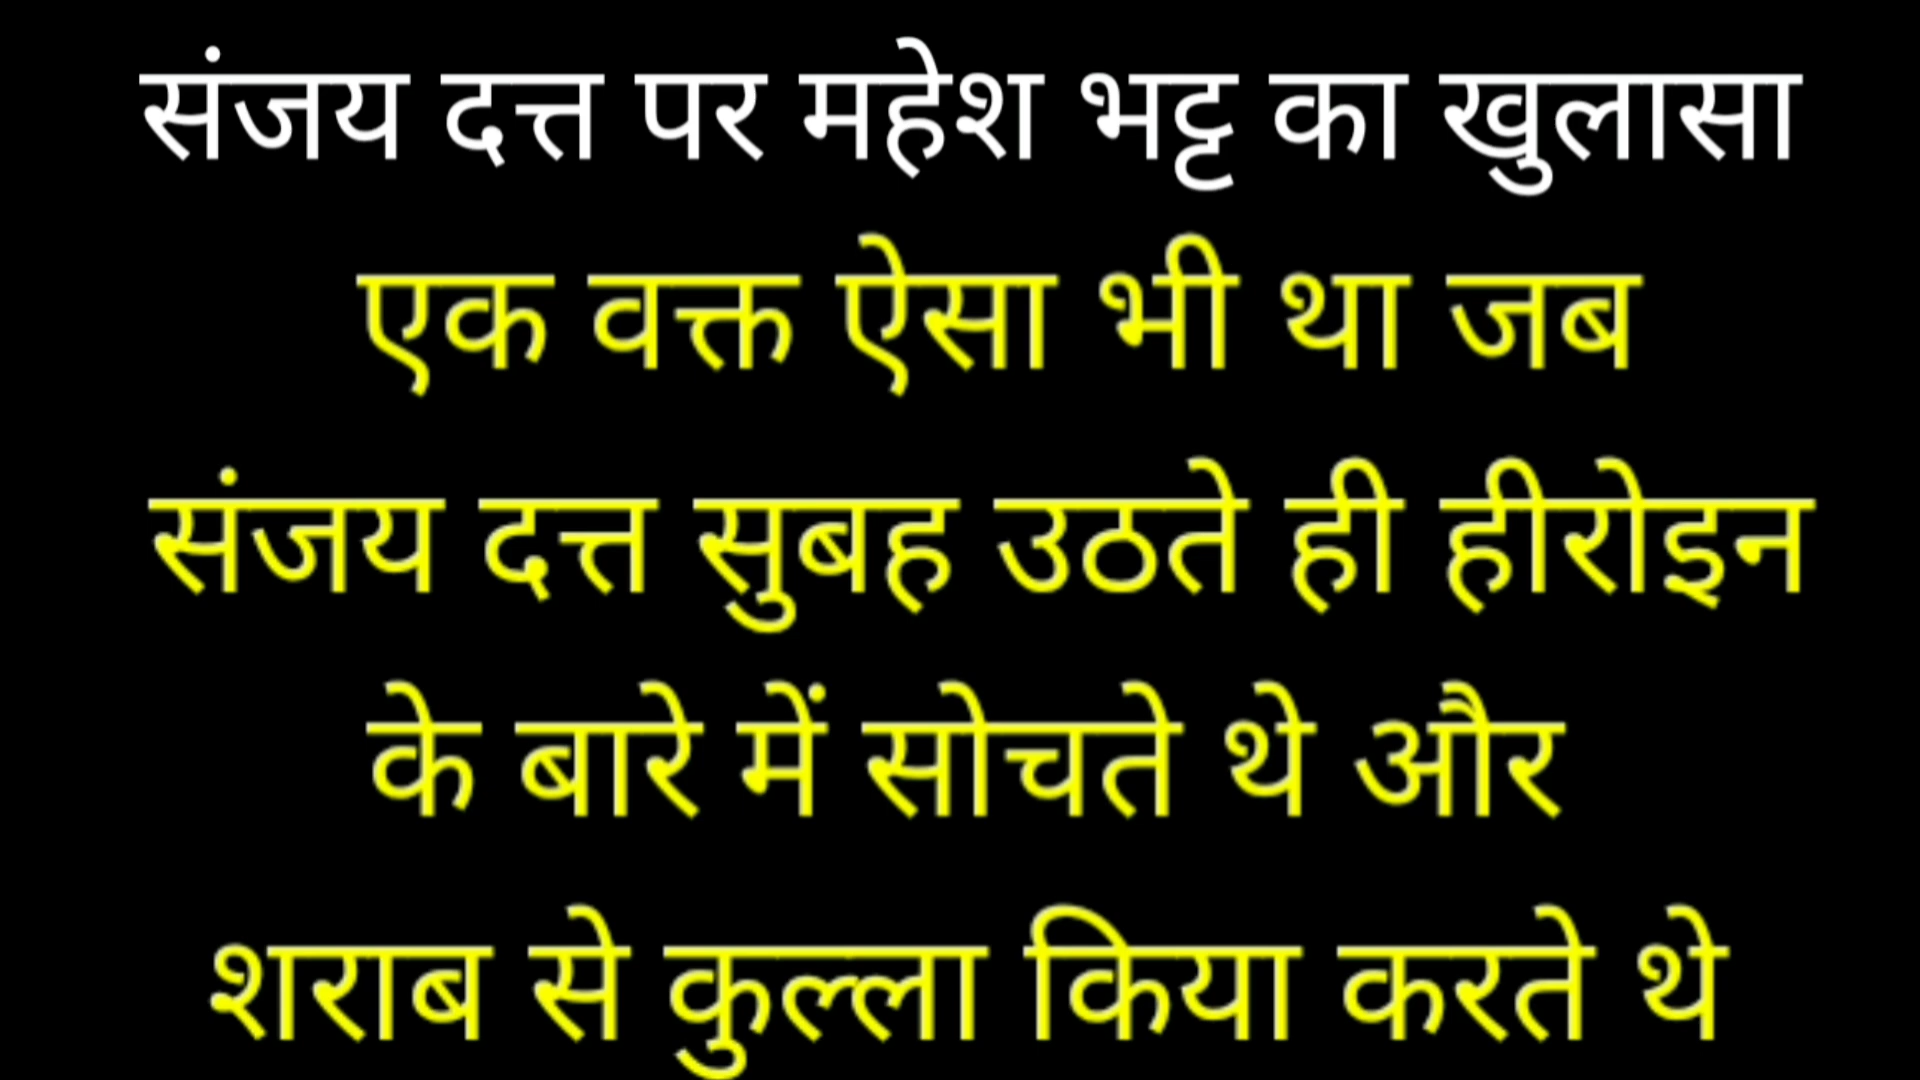 संजय दत्त पर महेश भट्ट का खुलासा
एक वक्त ऐसा भी था जब
संजय दत्त सुबह उठते ही हीरोइन
के बारे में सोचते थे और
शराब से कुल्ला किया करते थे